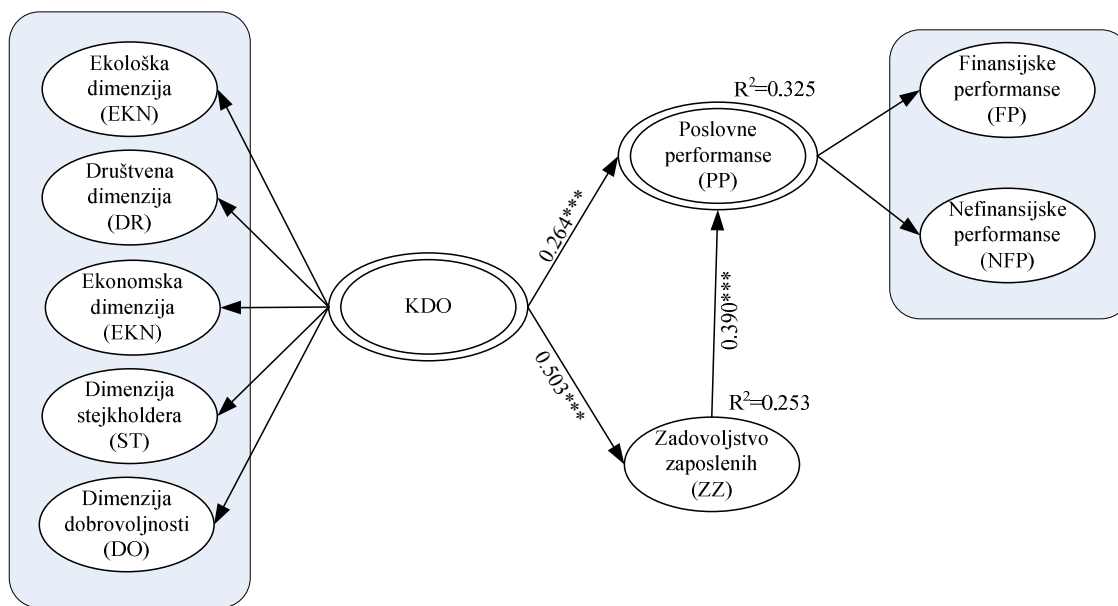 Ekološka
dimenzija
(EKN)
Društvena
dimenzija
(DR)
Ekonomska
dimenzija
(EKN)
Dimenzija
stejkholdera
(ST)
Dimenzija
dobrovoljnosti
(DO)
KDO
0.264***
0.503***
R²=0.325
Poslovne
performanse
(PP)
0.390***
R²=0.253
Zadovoljstvo
zaposlenih
(ZZ)
Finansijske
performanse
(FP)
Nefinansijske
performanse
(NFP)